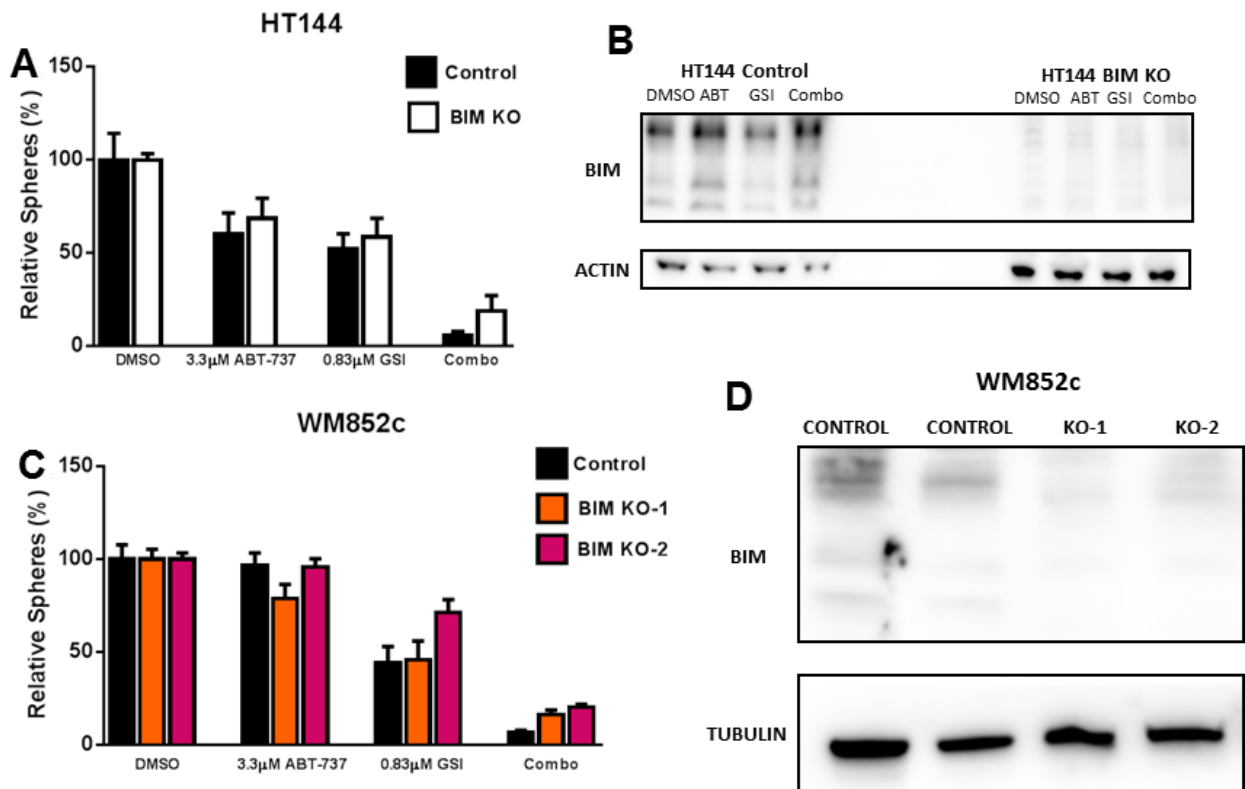 HT144
A
150
100
50
0
Relative Spheres (%)
Control
BIM KO
DMSO 3.3μM ABT-737 0.83μM GSI Combo
B
HT144 Control HT144 BIM KO
DMSO ABT GSI Combo DMSO ABT GSI Combo
BIM
ACTIN
WM852c
C
150
100
50
0
Relative Spheres (%)
Control
BIM KO-1
BIM KO-2
DMSO 3.3μM ABT-737 0.83μM GSI Combo
D
WM852c
CONTROL CONTROL KO-1 KO-2
BIM
TUBULIN